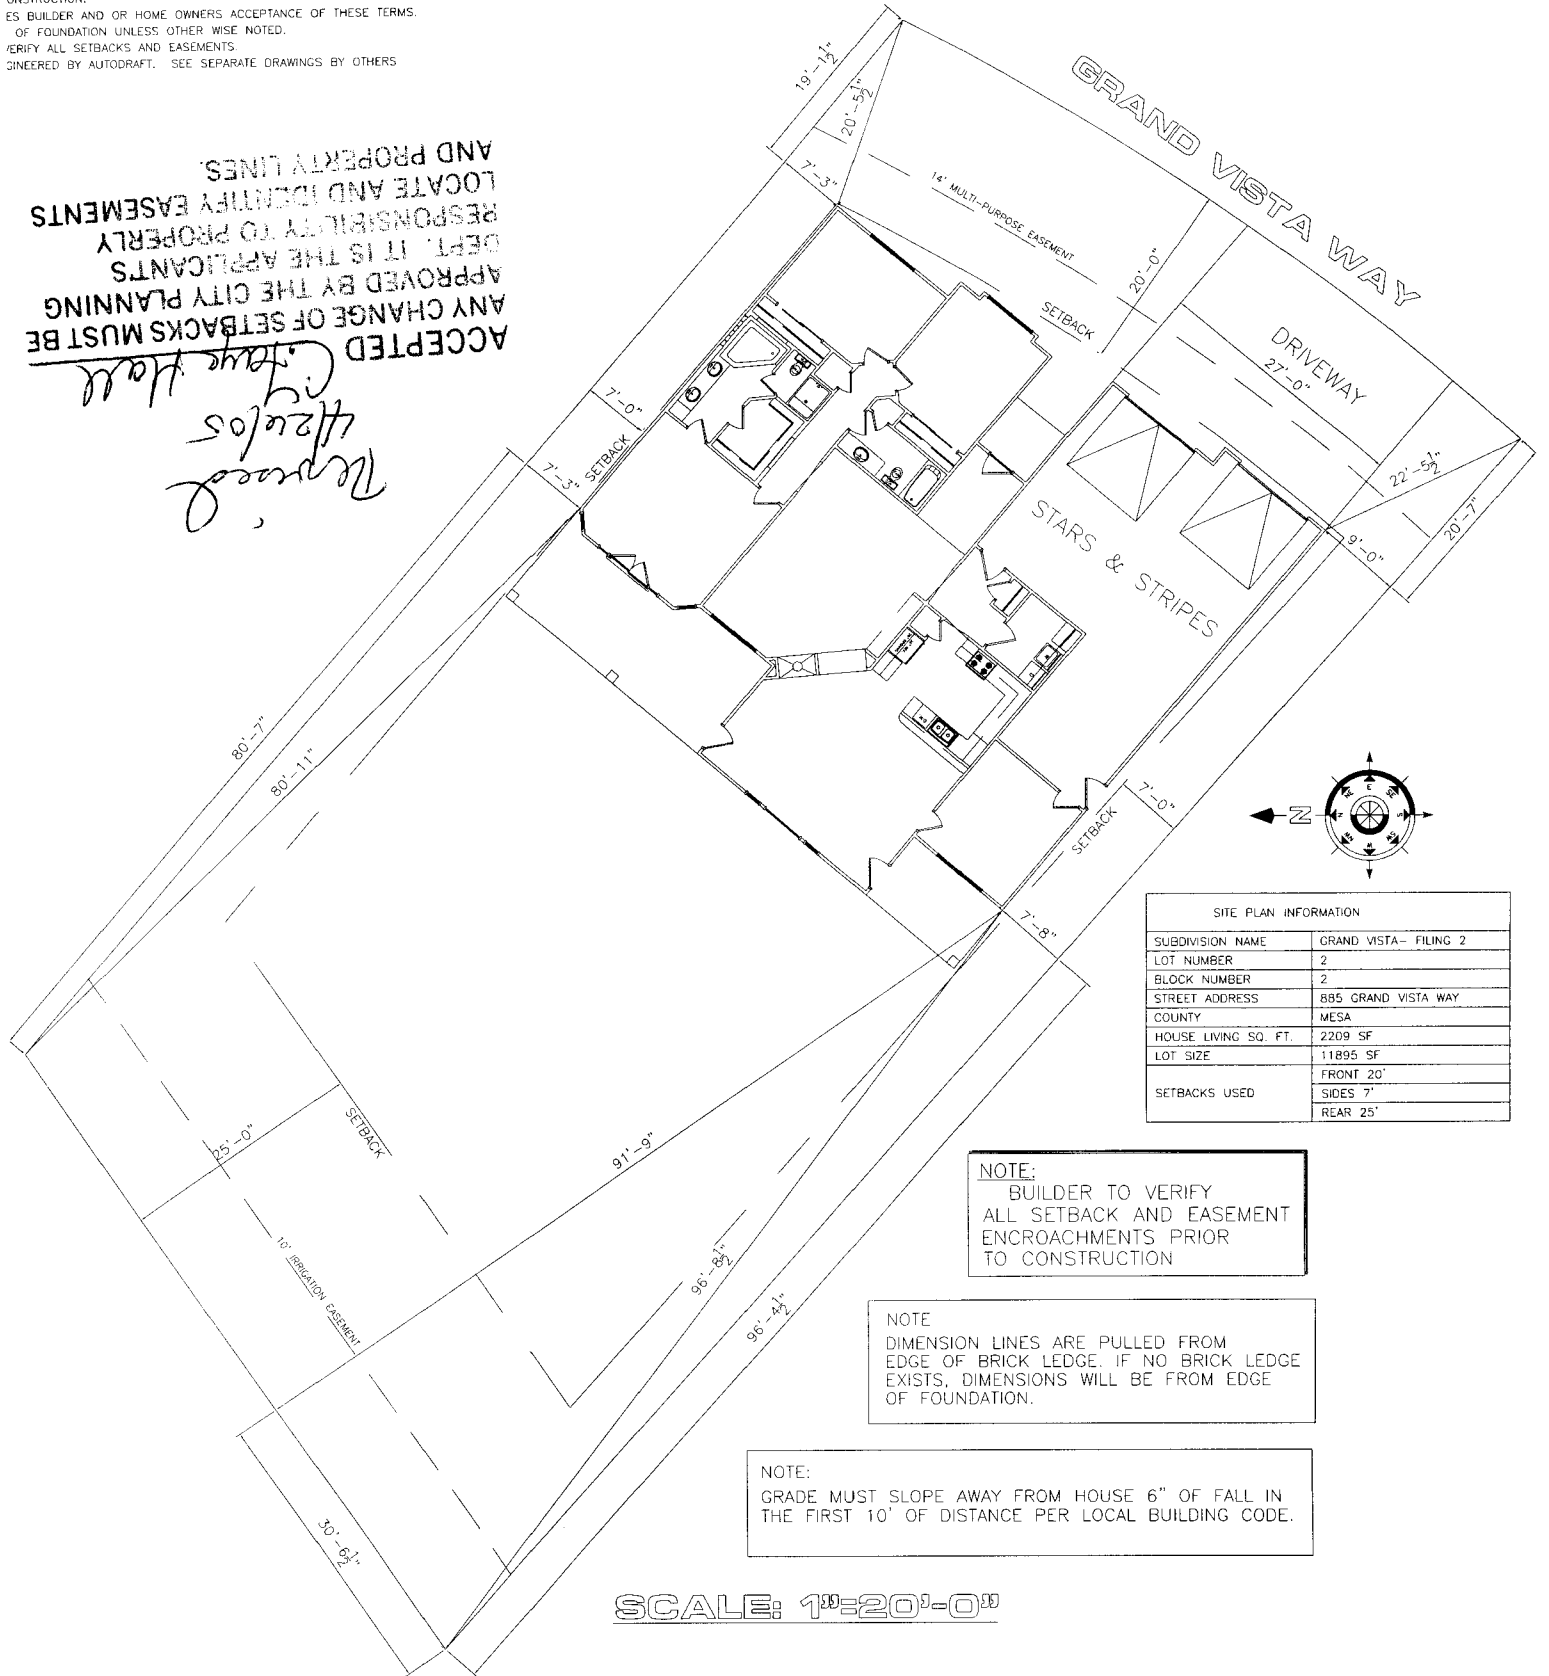 ES BUILDER AND OR HOME OWNERS ACCEPTANCE OF THESE TERMS.
OF FOUNDATION UNLESS OTHER WISE NOTED.
VERIFY ALL SETBACKS AND EASEMENTS.
GINEERED BY AUTODRAFT. SEE SEPARATE DRAWINGS BY OTHERS
Revised
4/26/05
ACCEPTED C. Faye Hall
ANY CHANGE OF SETBACKS MUST BE
APPROVED BY THE CITY PLANNING
DEPT. IT IS THE APPLICANTS
RESPONSIBILITY TO PROPERLY
LOCATE AND IDENTIFY EASEMENTS
AND PROPERTY LINES.
GRAND VISTA WAY
19'-1½"
20'-5½"
7'-3"
14' MULTI-PURPOSE EASEMENT
20'-0"
SETBACK
DRIVEWAY
27'-0"
22'-5½"
20'-7"
9'-0"
7'-0"
SETBACK
7'-3"
STARS & STRIPES
80'-7"
80'-11"
7'-0"
SETBACK
7'-8"
N
E
SE
S
SW
W
NW
N
NE
SITE PLAN INFORMATION
SUBDIVISION NAME GRAND VISTA- FILING 2
LOT NUMBER 2
BLOCK NUMBER 2
STREET ADDRESS 885 GRAND VISTA WAY
COUNTY MESA
HOUSE LIVING SQ. FT. 2209 SF
LOT SIZE 11895 SF
SETBACKS USED FRONT 20'
SIDES 7'
REAR 25'
25'-0"
SETBACK
91'-9"
10' IRRIGATION EASEMENT
96'-8½"
96'-4½"
30'-6½"
NOTE:
BUILDER TO VERIFY
ALL SETBACK AND EASEMENT
ENCROACHMENTS PRIOR
TO CONSTRUCTION
NOTE
DIMENSION LINES ARE PULLED FROM
EDGE OF BRICK LEDGE. IF NO BRICK LEDGE
EXISTS, DIMENSIONS WILL BE FROM EDGE
OF FOUNDATION.
NOTE:
GRADE MUST SLOPE AWAY FROM HOUSE 6" OF FALL IN
THE FIRST 10' OF DISTANCE PER LOCAL BUILDING CODE.
SCALE: 1"=20'-0"